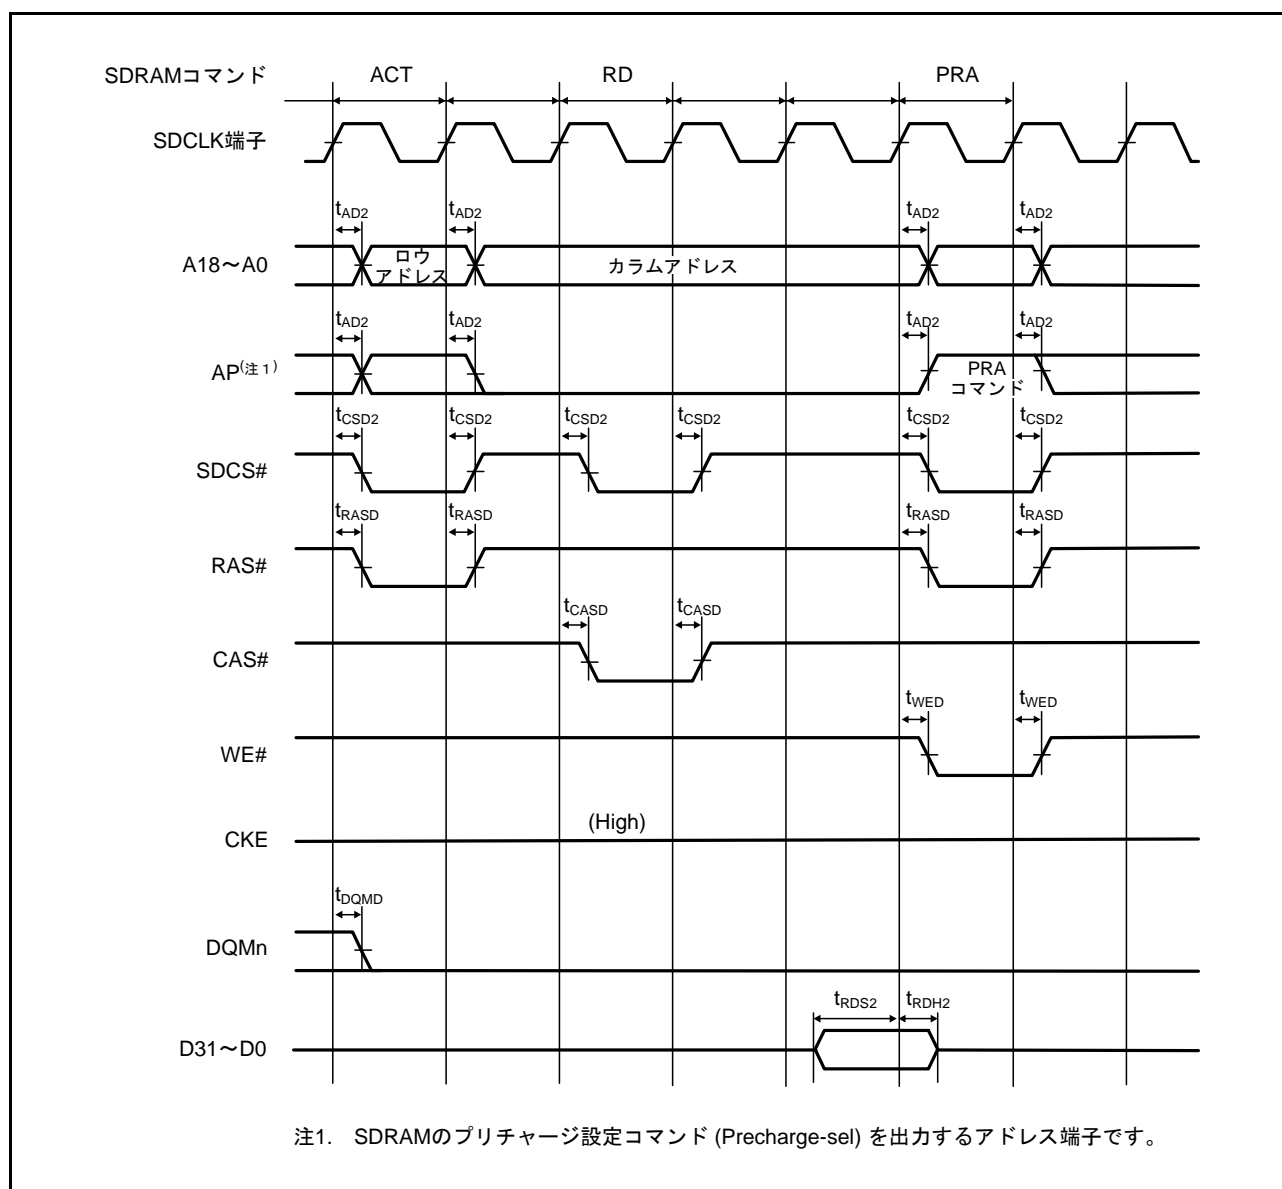 SDRAMコマンド ACT RD PRA
SDCLK端子
tAD2 tAD2 tAD2 tAD2
A18～A0 ロウ アドレス カラムアドレス
tAD2 tAD2 tAD2 tAD2
AP(注1) PRA コマンド
tCSD2 tCSD2 tCSD2 tCSD2 tCSD2 tCSD2
SDCS#
tRASD tRASD tRASD tRASD
RAS#
tCASD tCASD
CAS#
tWED tWED
WE#
(High)
CKE
tDQMD
DQMn
tRDS2 tRDH2
D31～D0
注1. SDRAMのプリチャージ設定コマンド (Precharge-sel) を出力するアドレス端子です。